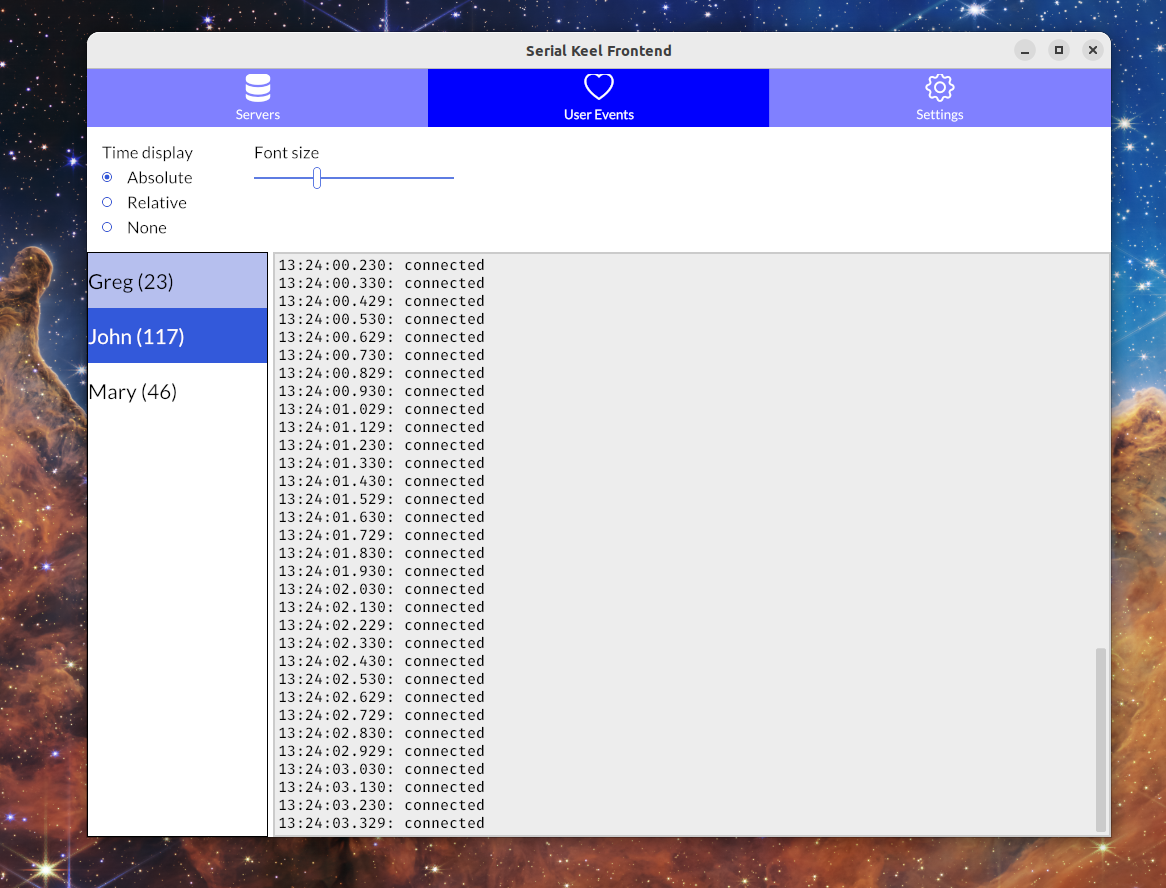 Serial Keel Frontend
Servers
User Events
Settings
Time display
Font size
Absolute
Relative
None
Greg (23)
John (117)
Mary (46)
13:24:00.230: connected
13:24:00.330: connected
13:24:00.429: connected
13:24:00.530: connected
13:24:00.629: connected
13:24:00.730: connected
13:24:00.829: connected
13:24:00.930: connected
13:24:01.029: connected
13:24:01.129: connected
13:24:01.230: connected
13:24:01.330: connected
13:24:01.430: connected
13:24:01.529: connected
13:24:01.630: connected
13:24:01.729: connected
13:24:01.830: connected
13:24:01.930: connected
13:24:02.030: connected
13:24:02.130: connected
13:24:02.229: connected
13:24:02.330: connected
13:24:02.430: connected
13:24:02.530: connected
13:24:02.629: connected
13:24:02.729: connected
13:24:02.830: connected
13:24:02.929: connected
13:24:03.030: connected
13:24:03.130: connected
13:24:03.230: connected
13:24:03.329: connected